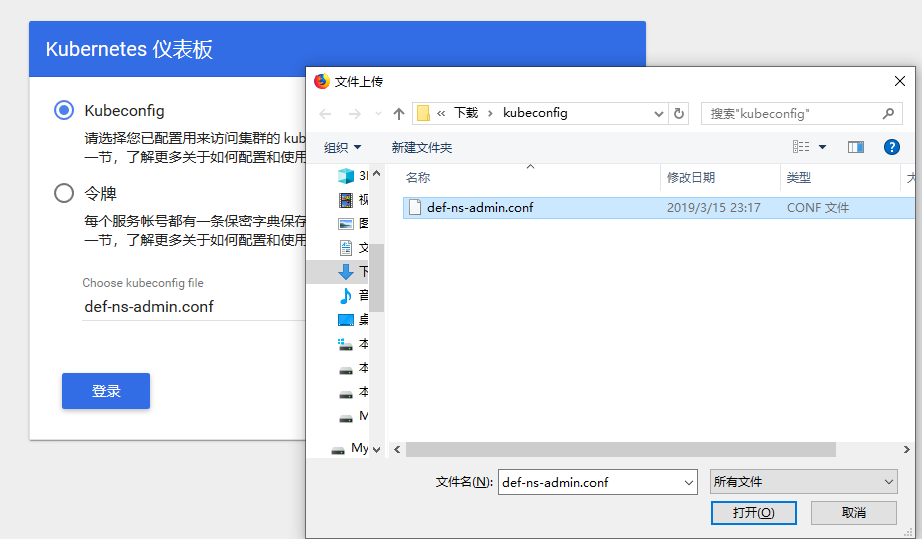 Kubernetes 仪表板
Kubeconfig
请选择您已配置用来访问集群的 kub
一节，了解更多关于如何配置和使用
令牌
每个服务帐号都有一条保密字典保存
一节，了解更多关于如何配置和使用
Choose kubeconfig file
def-ns-admin.conf
登录
文件上传
« 下载 › kubeconfig
搜索"kubeconfig"
组织
新建文件夹
名称
修改日期
类型
大
3
视
图
文
下
音
桌
本
本
本
M
My
def-ns-admin.conf
2019/3/15 23:17
CONF 文件
文件名(N):
def-ns-admin.conf
所有文件
打开(O)
取消